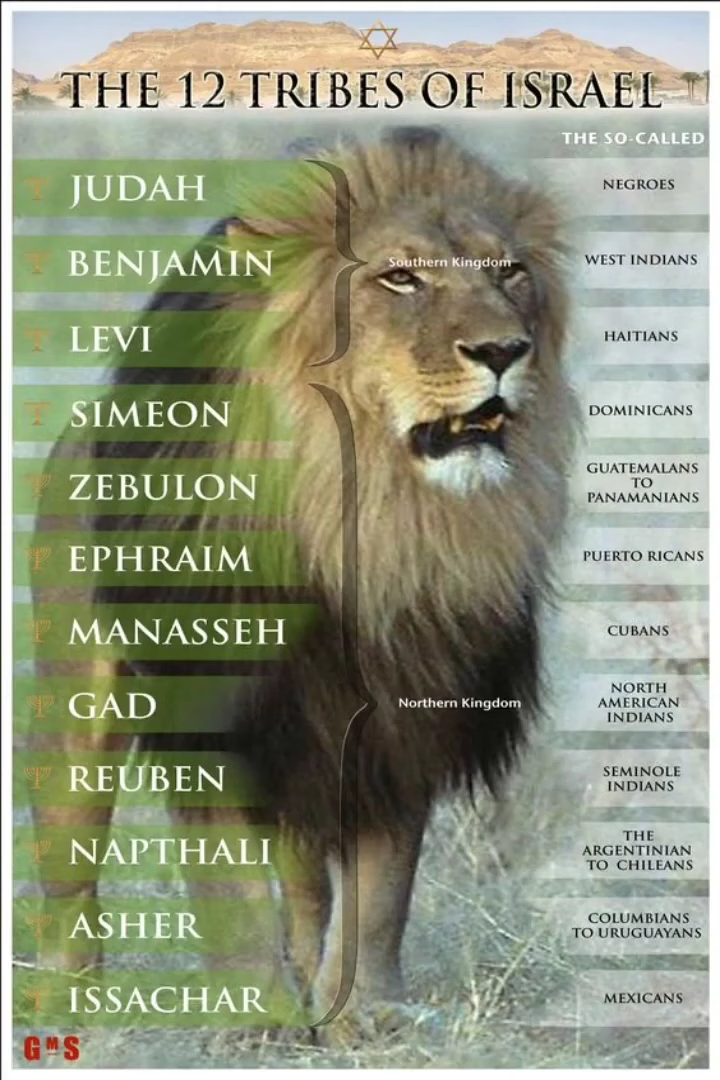 THE 12 TRIBES OF ISRAEL
THE SO-CALLED
JUDAH
NEGROES
BENJAMIN
Southern Kingdom
WEST INDIANS
LEVI
HAITIANS
SIMEON
DOMINICANS
ZEBULON
GUATEMALANS
TO
PANAMANIANS
EPHRAIM
PUERTO RICANS
MANASSEH
CUBANS
GAD
Northern Kingdom
NORTH
AMERICAN
INDIANS
REUBEN
SEMINOLE
INDIANS
NAPTHALI
THE
ARGENTINIAN
TO CHILEANS
ASHER
COLUMBIANS
TO URUGUAYANS
ISSACHAR
MEXICANS
GMS